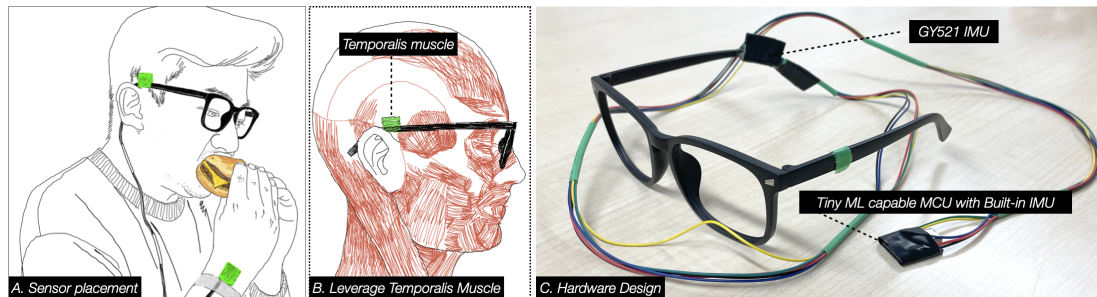 Temporalis muscle
GY521 IMU
Tiny ML capable MCU with Built-in IMU
A. Sensor placement
B. Leverage Temporalis Muscle
C. Hardware Design